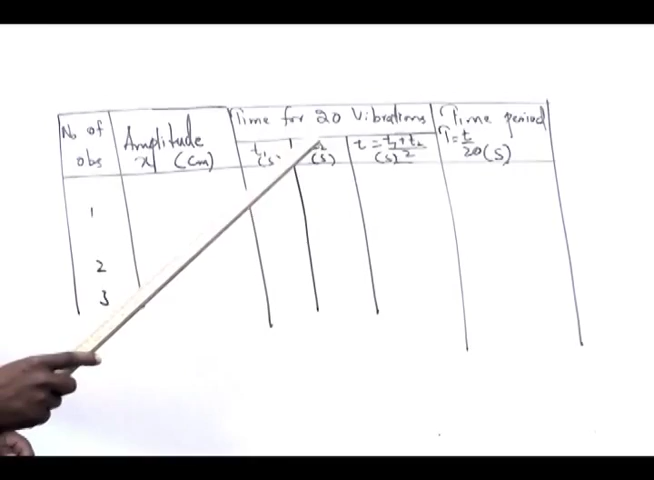 No of obs
Amplitude x (cm)
Time for 20 Vibrations
t₁ (s)
t₂ (s)
t = t₁+t₂/2 (s)
Time period T = t/20 (s)
1
2
3